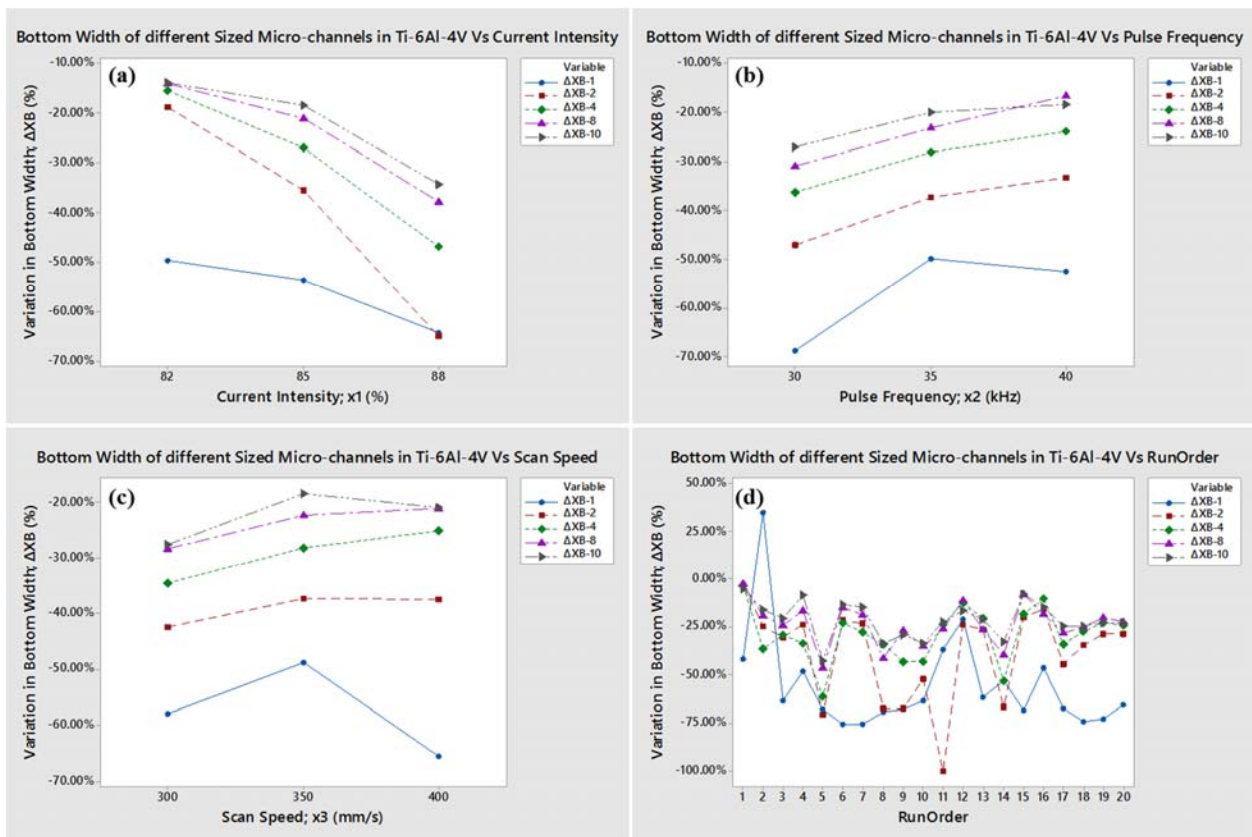 Bottom Width of different Sized Micro-channels in Ti-6Al-4V Vs Current Intensity
(a)
Variation in Bottom Width; ΔXB (%)
-10.00%
-20.00%
-30.00%
-40.00%
-50.00%
-60.00%
-70.00%
82 85 88
Current Intensity; x1 (%)
Variable
ΔXB-1
ΔXB-2
ΔXB-4
ΔXB-8
ΔXB-10
Bottom Width of different Sized Micro-channels in Ti-6Al-4V Vs Pulse Frequency
(b)
Variation in Bottom Width; ΔXB (%)
-10.00%
-20.00%
-30.00%
-40.00%
-50.00%
-60.00%
-70.00%
30 35 40
Pulse Frequency; x2 (kHz)
Variable
ΔXB-1
ΔXB-2
ΔXB-4
ΔXB-8
ΔXB-10
Bottom Width of different Sized Micro-channels in Ti-6Al-4V Vs Scan Speed
(c)
Variation in Bottom Width; ΔXB (%)
-20.00%
-30.00%
-40.00%
-50.00%
-60.00%
-70.00%
300 350 400
Scan Speed; x3 (mm/s)
Variable
ΔXB-1
ΔXB-2
ΔXB-4
ΔXB-8
ΔXB-10
Bottom Width of different Sized Micro-channels in Ti-6Al-4V Vs RunOrder
(d)
Variation in Bottom Width; ΔXB (%)
50.00%
25.00%
0.00%
-25.00%
-50.00%
-75.00%
-100.00%
1 2 3 4 5 6 7 8 9 10 11 12 13 14 15 16 17 18 19 20
RunOrder
Variable
ΔXB-1
ΔXB-2
ΔXB-4
ΔXB-8
ΔXB-10